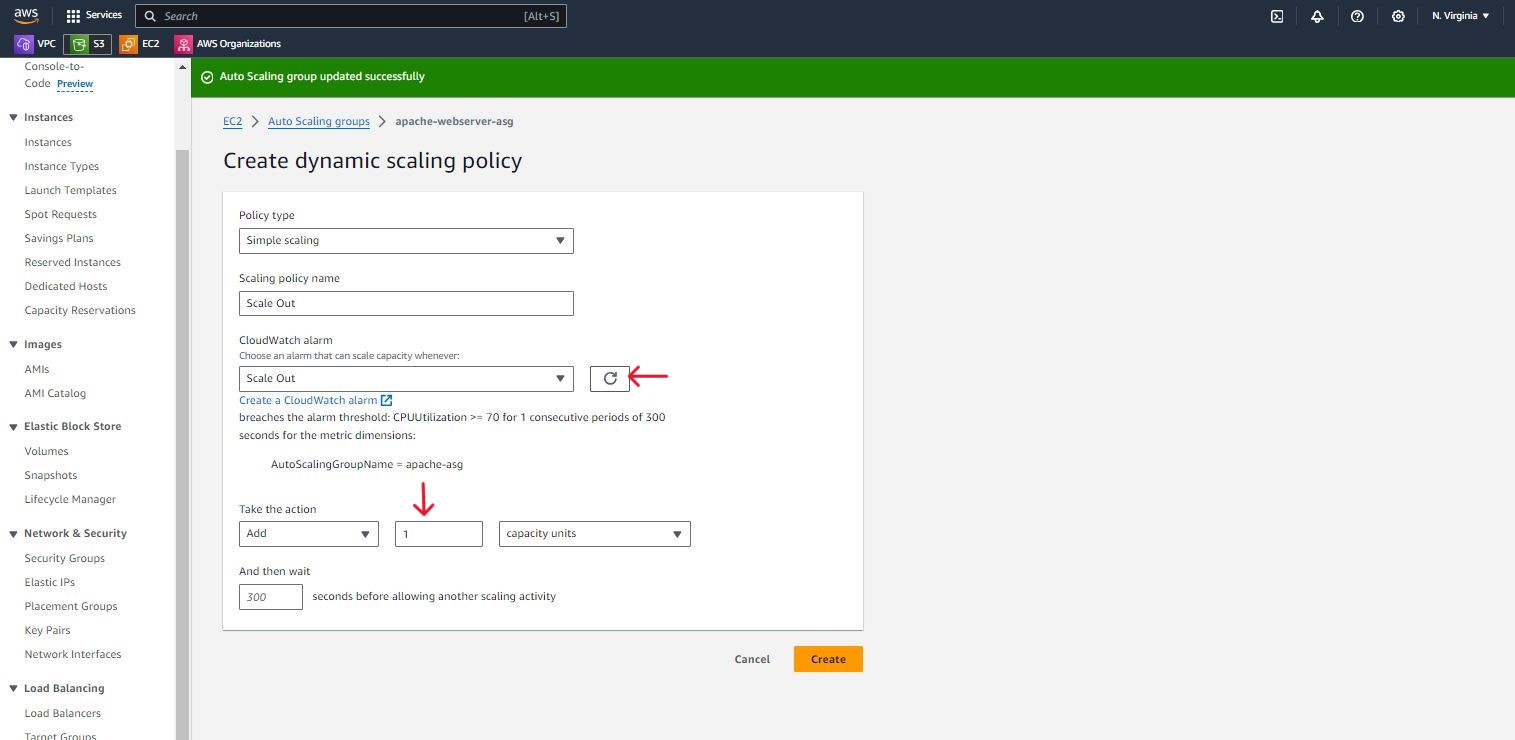 aws
Services
Search
[Alt+S]
N. Virginia
VPC
S3
EC2
AWS Organizations
Console-to-
Code Preview
Instances
Instances
Instance Types
Launch Templates
Spot Requests
Savings Plans
Reserved Instances
Dedicated Hosts
Capacity Reservations
Images
AMIs
AMI Catalog
Elastic Block Store
Volumes
Snapshots
Lifecycle Manager
Network & Security
Security Groups
Elastic IPs
Placement Groups
Key Pairs
Network Interfaces
Load Balancing
Load Balancers
Target Groups
Auto Scaling group updated successfully
EC2 > Auto Scaling groups > apache-webserver-asg
Create dynamic scaling policy
Policy type
Simple scaling
Scaling policy name
Scale Out
CloudWatch alarm
Choose an alarm that can scale capacity whenever:
Scale Out
Create a CloudWatch alarm
breaches the alarm threshold: CPUUtilization >= 70 for 1 consecutive periods of 300
seconds for the metric dimensions:
AutoScalingGroupName = apache-asg
Take the action
Add 1 capacity units
And then wait
300 seconds before allowing another scaling activity
Cancel Create